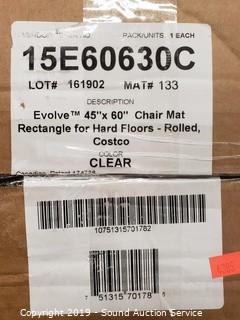 PACK/UNITS 1 EACH
15E60630C
LOT# 161902 MAT# 133
DESCRIPTION
Evolve™ 45"x 60" Chair Mat
Rectangle for Hard Floors - Rolled,
Costco
COLOR
CLEAR
10751315701782
7 51315 70178
Copyright 2019 - Sound Auction Service